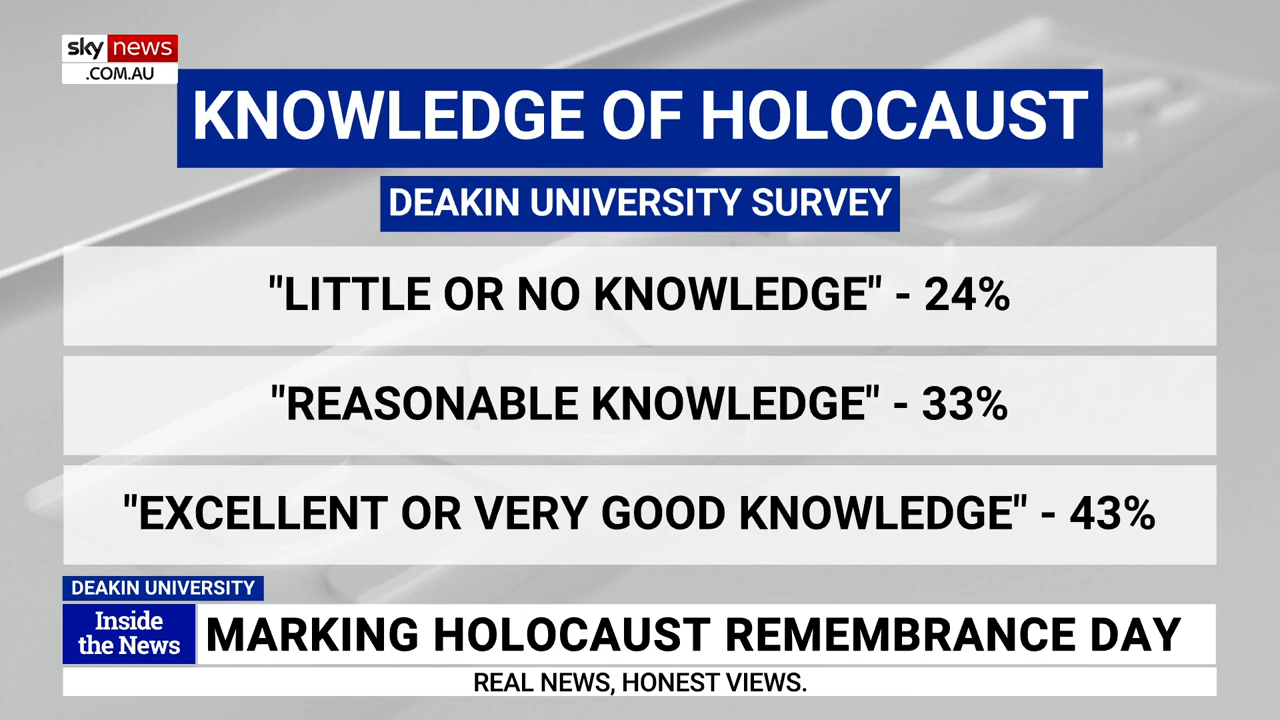 sky news
.COM.AU
KNOWLEDGE OF HOLOCAUST
DEAKIN UNIVERSITY SURVEY
"LITTLE OR NO KNOWLEDGE" - 24%
"REASONABLE KNOWLEDGE" - 33%
"EXCELLENT OR VERY GOOD KNOWLEDGE" - 43%
DEAKIN UNIVERSITY
Inside
the News
MARKING HOLOCAUST REMEMBRANCE DAY
REAL NEWS, HONEST VIEWS.